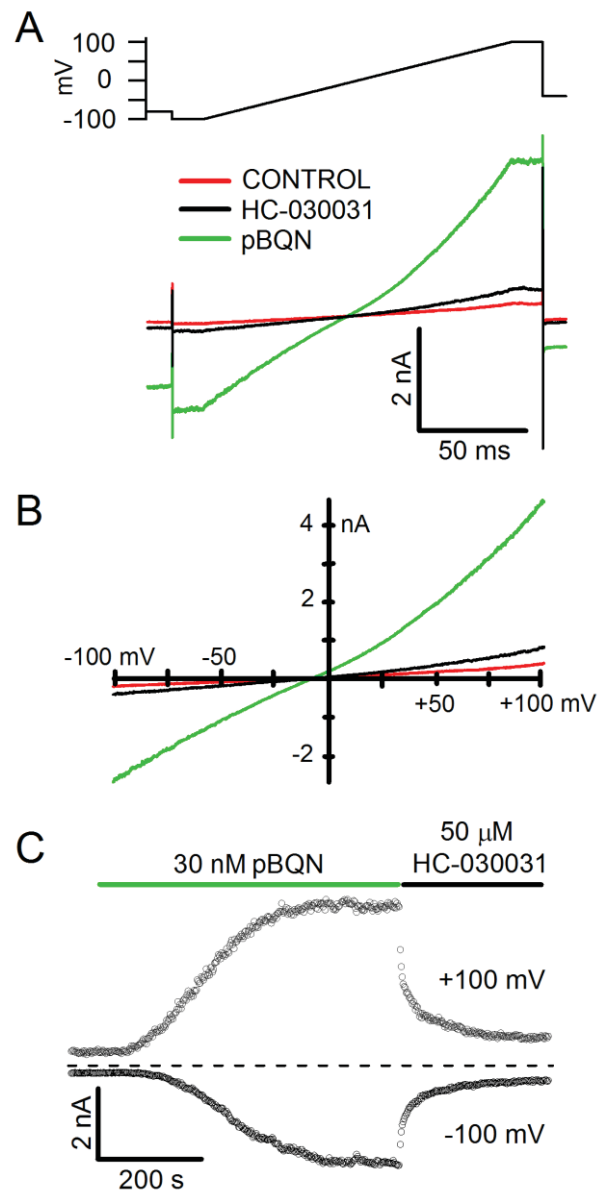 A
100
0
-100
mV
CONTROL
HC-030031
pBQN
2 nA
50 ms
B
4
nA
2
-100 mV
-50
+50
+100 mV
-2
C
30 nM pBQN
50 μM
HC-030031
+100 mV
2 nA
-100 mV
200 s